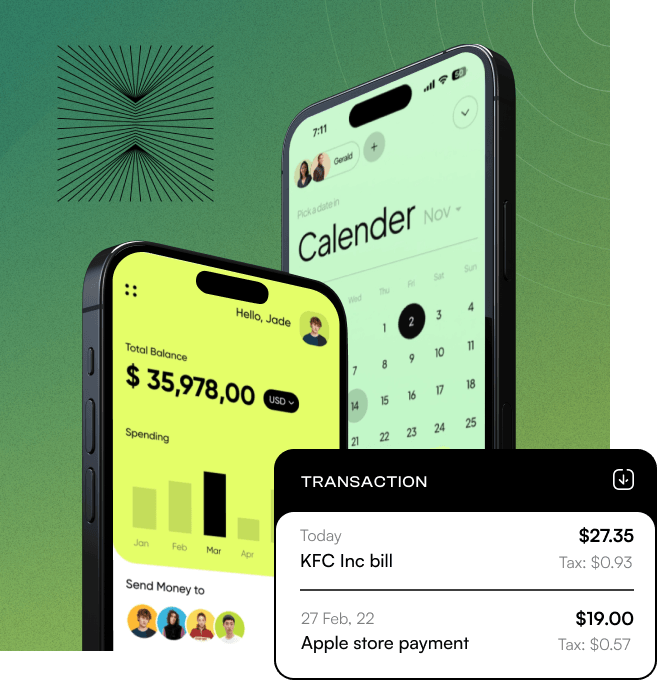 7:11
58
Gerald
+
Pick a date in
Calender Nov
Wed Thu Fri Sat Sun
1 2 3 4
7 8 9 10 11
14 15 16 17 18
21 22 23 24 25
Hello, Jade
Total Balance
$ 35,978,00 USD
Spending
Jan Feb Mar Apr
Send Money to
TRANSACTION
Today $27.35
KFC Inc bill Tax: $0.93
27 Feb, 22 $19.00
Apple store payment Tax: $0.57